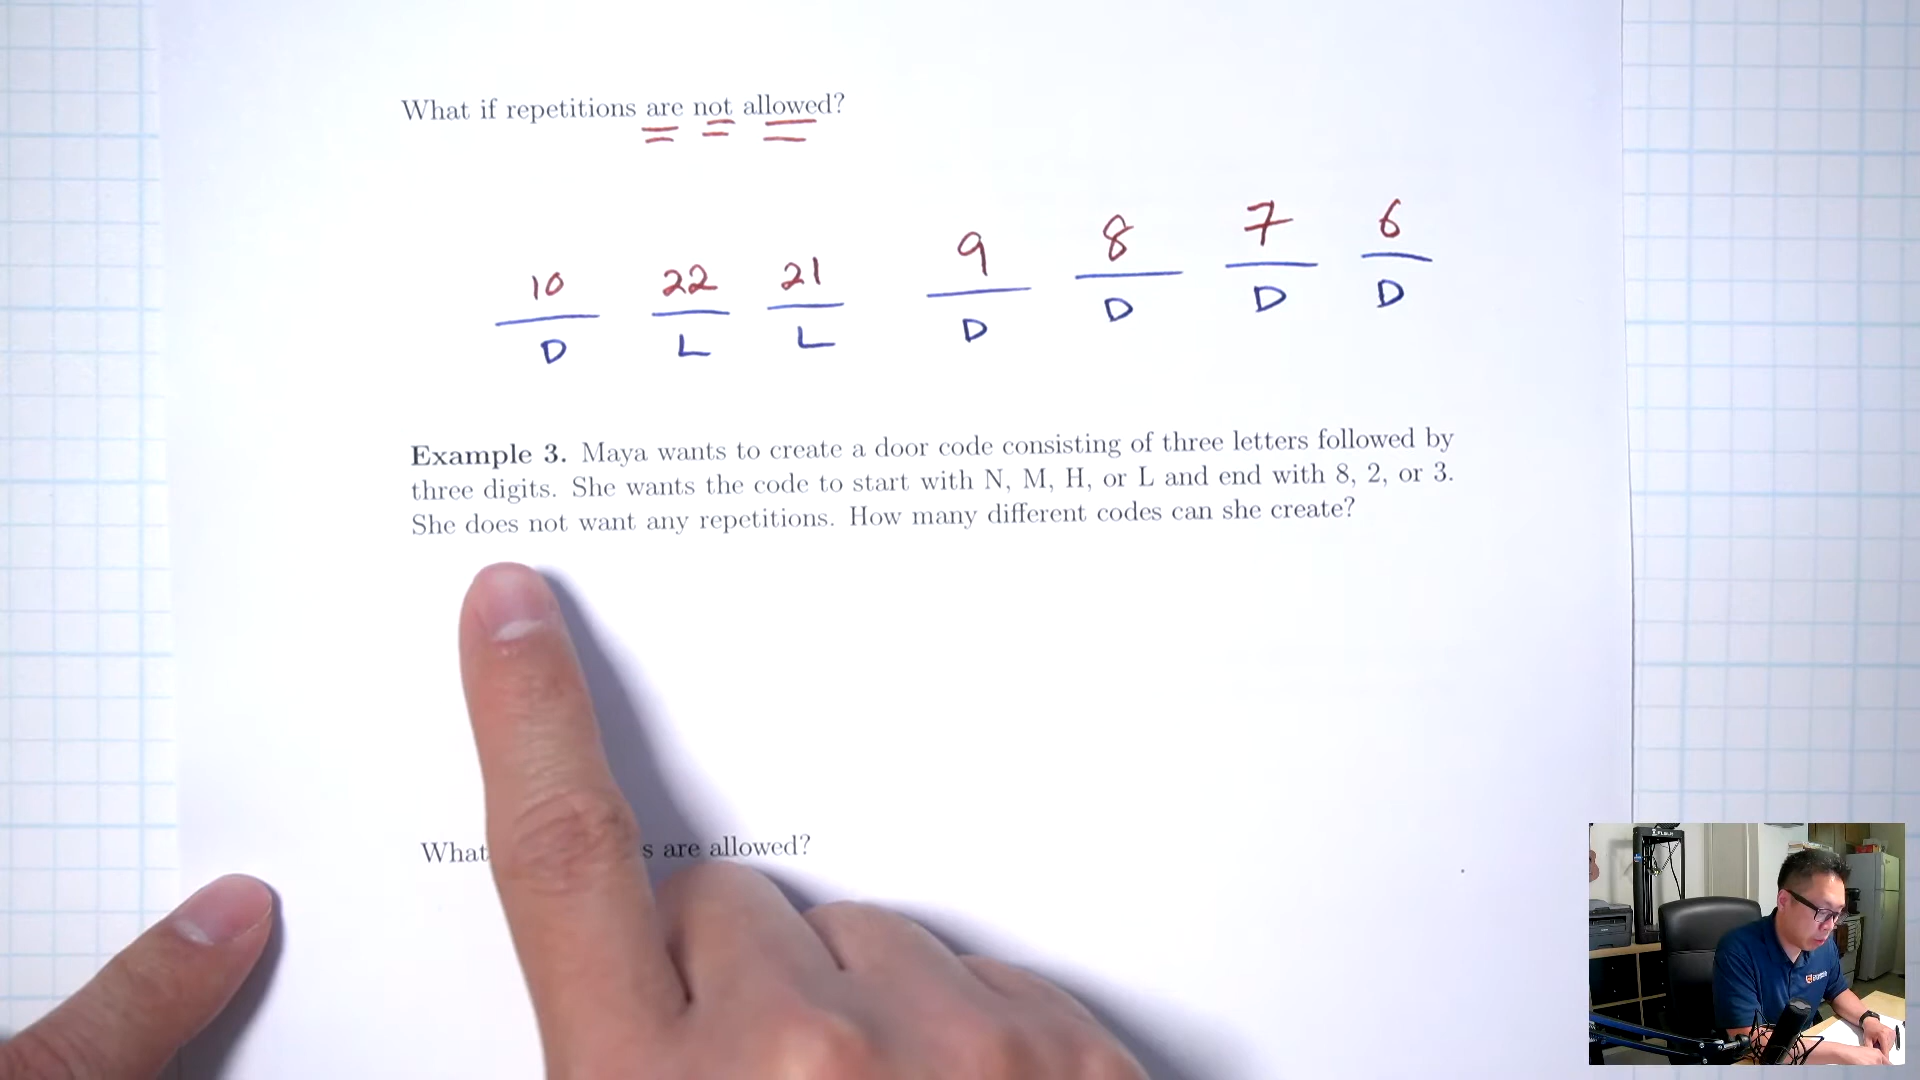 What if repetitions are not allowed?
10 22 21 9 8 7 6
D L L D D D D
Example 3. Maya wants to create a door code consisting of three letters followed by
three digits. She wants the code to start with N, M, H, or L and end with 8, 2, or 3.
She does not want any repetitions. How many different codes can she create?
What s are allowed?